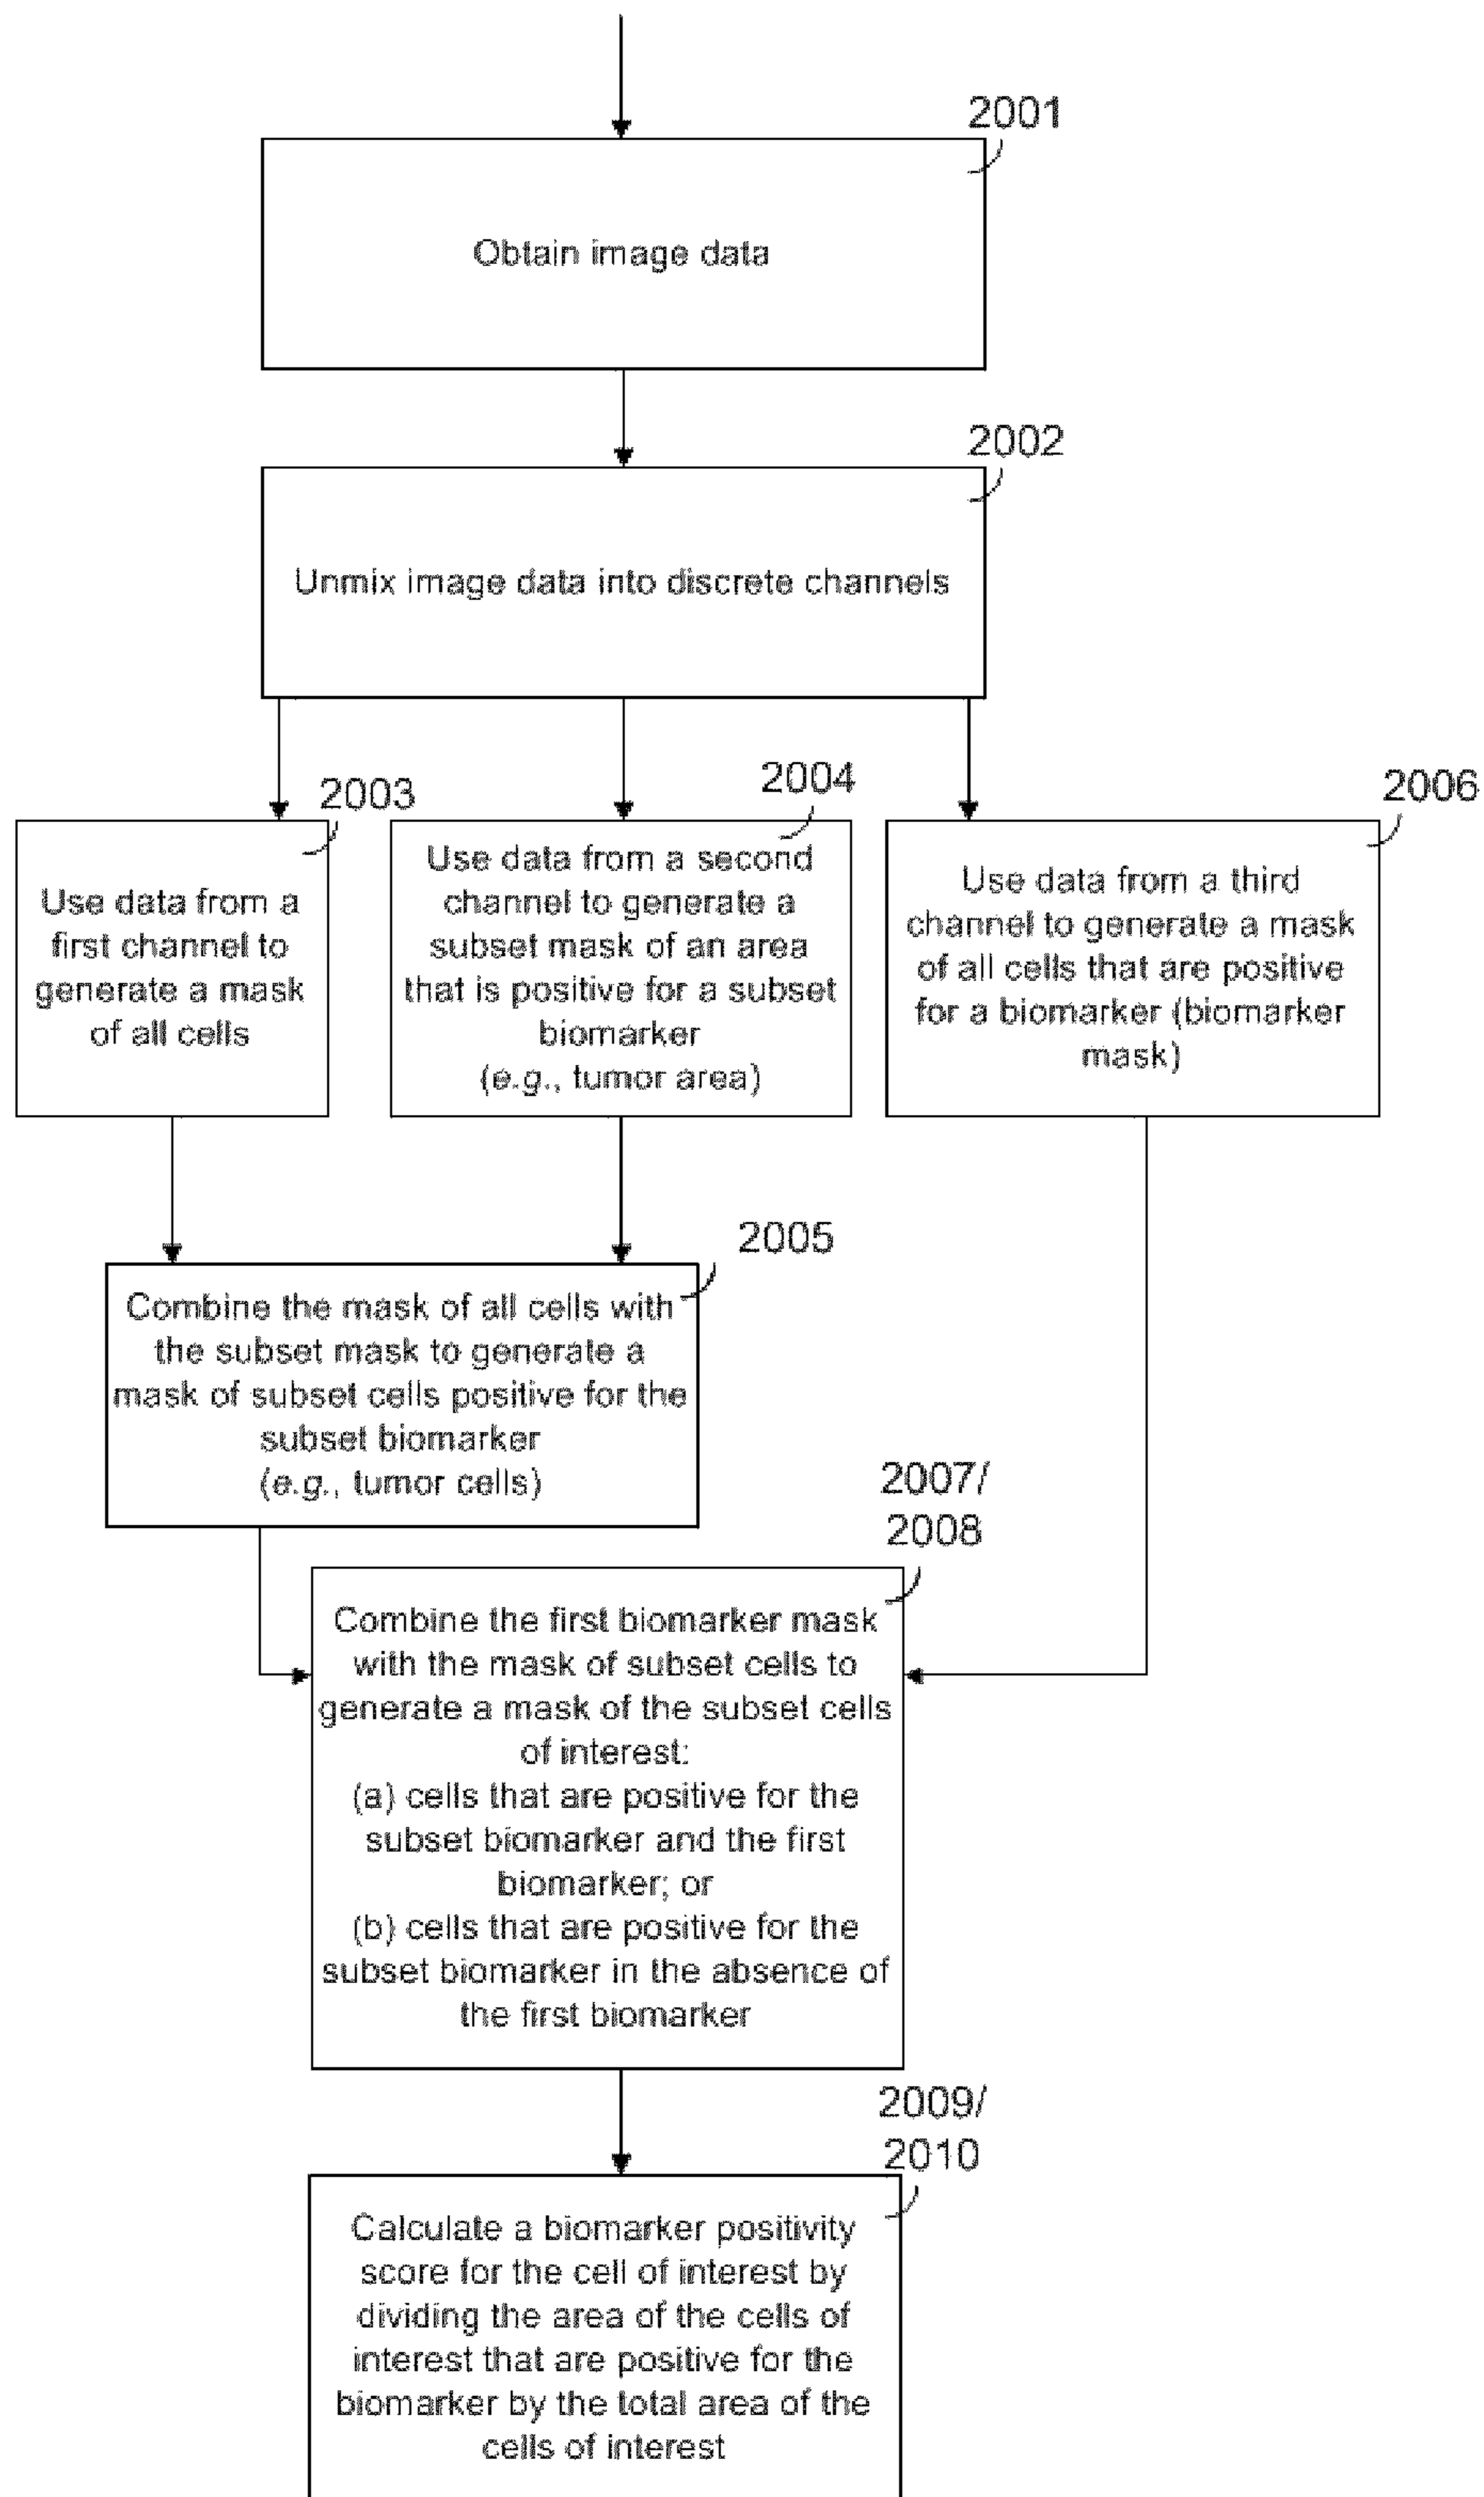 2001
Obtain image data
2002
Unmix image data into discrete channels
2003
Use data from a
first channel to
generate a mask
of all cells
2004
Use data from a second
channel to generate a
subset mask of an area
that is positive for a subset
biomarker
(e.g., tumor area)
2006
Use data from a third
channel to generate a mask
of all cells that are positive
for a biomarker (biomarker
mask)
2005
Combine the mask of all cells with
the subset mask to generate a
mask of subset cells positive for the
subset biomarker
(e.g., tumor cells)
2007/
2008
Combine the first biomarker mask
with the mask of subset cells to
generate a mask of the subset cells
of interest:
(a) cells that are positive for the
subset biomarker and the first
biomarker; or
(b) cells that are positive for the
subset biomarker in the absence of
the first biomarker
2009/
2010
Calculate a biomarker positivity
score for the cell of interest by
dividing the area of the cells of
interest that are positive for the
biomarker by the total area of the
cells of interest